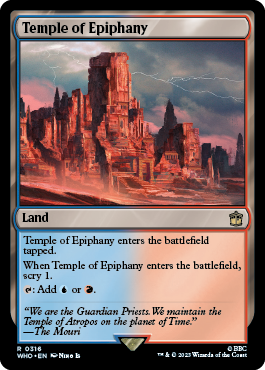 Temple of Epiphany
Land
Temple of Epiphany enters the battlefield
tapped.
When Temple of Epiphany enters the battlefield,
scry 1.
: Add or .
"We are the Guardian Priests. We maintain the
Temple of Atropos on the planet of Time."
—The Mouri
R 0316
WHO • EN Nino Is
© BBC
™ & © 2023 Wizards of the Coast